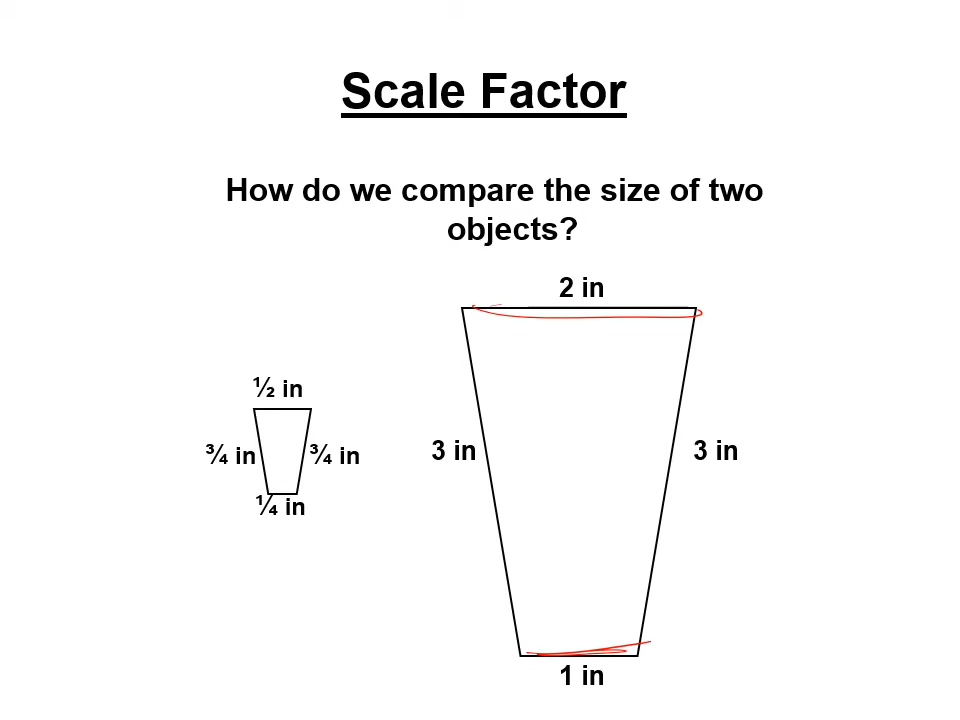 Scale Factor
How do we compare the size of two
objects?
2 in
½ in
¾ in
¾ in
3 in
3 in
¼ in
1 in